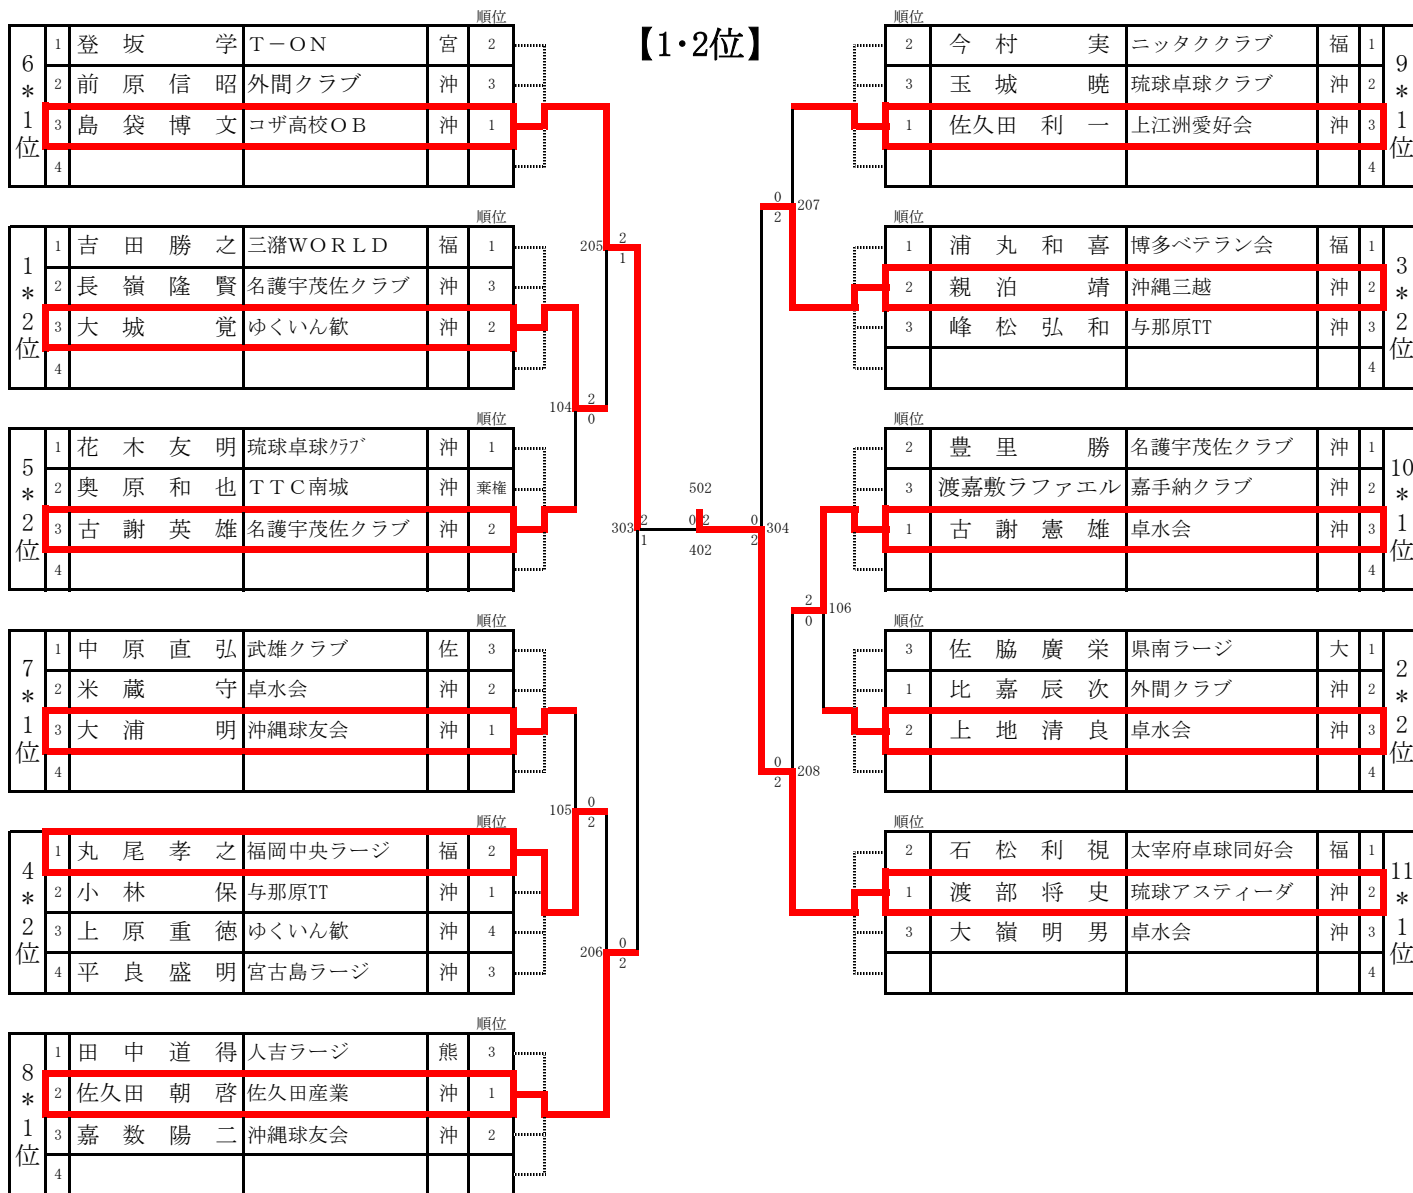 【1・2位】
順位
6*1位
1 登坂 学 T-ON 宮 2
2 前原信昭 外間クラブ 沖 3
3 島袋博文 コザ高校OB 沖 1
4
順位
1*2位
1 吉田勝之 三潴WORLD 福 1
2 長嶺隆賢 名護宇茂佐クラブ 沖 3
3 大城 覚 ゆくいん歓 沖 2
4
順位
5*2位
1 花木友明 琉球卓球クラブ 沖 1
2 奥原和也 TTC南城 沖 棄権
3 古謝英雄 名護宇茂佐クラブ 沖 2
4
順位
7*1位
1 中原直弘 武雄クラブ 佐 3
2 米蔵 守 卓水会 沖 2
3 大浦 明 沖縄球友会 沖 1
4
順位
4*2位
1 丸尾孝之 福岡中央ラージ 福 2
2 小林 保 与那原TT 沖 1
3 上原重徳 ゆくいん歓 沖 4
4 平良盛明 宮古島ラージ 沖 3
順位
8*1位
1 田中道得 人吉ラージ 熊 3
2 佐久田朝啓 佐久田産業 沖 1
3 嘉数陽二 沖縄球友会 沖 2
4
205 2 1
104 2 0
303 2 1
105 0 2
206 0 2
502
0 2
402
0 2 207
0 2 304
2 0 106
0 2 208
順位
2 今村 実 ニッタククラブ 福 1
3 玉城 暁 琉球卓球クラブ 沖 2
1 佐久田利一 上江洲愛好会 沖 3
4
9*1位
順位
1 浦丸和喜 博多ベテラン会 福 1
2 親泊 靖 沖縄三越 沖 2
3 峰松弘和 与那原TT 沖 3
4
3*2位
順位
2 豊里 勝 名護宇茂佐クラブ 沖 1
3 渡嘉敷ラファエル 嘉手納クラブ 沖 2
1 古謝憲雄 卓水会 沖 3
4
10*1位
順位
3 佐脇廣栄 県南ラージ 大 1
1 比嘉辰次 外間クラブ 沖 2
2 上地清良 卓水会 沖 3
4
2*2位
順位
2 石松利視 太宰府卓球同好会 福 1
1 渡部将史 琉球アスティーダ 沖 2
3 大嶺明男 卓水会 沖 3
4
11*1位